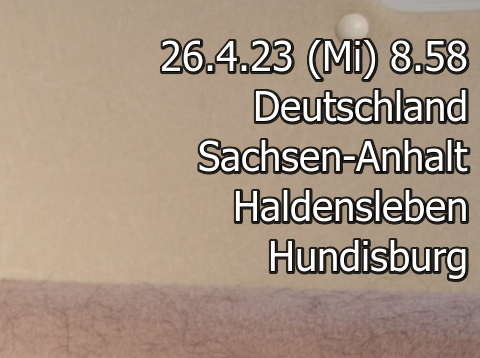 26.4.23 (Mi) 8.58
Deutschland
Sachsen-Anhalt
Haldensleben
Hundisburg